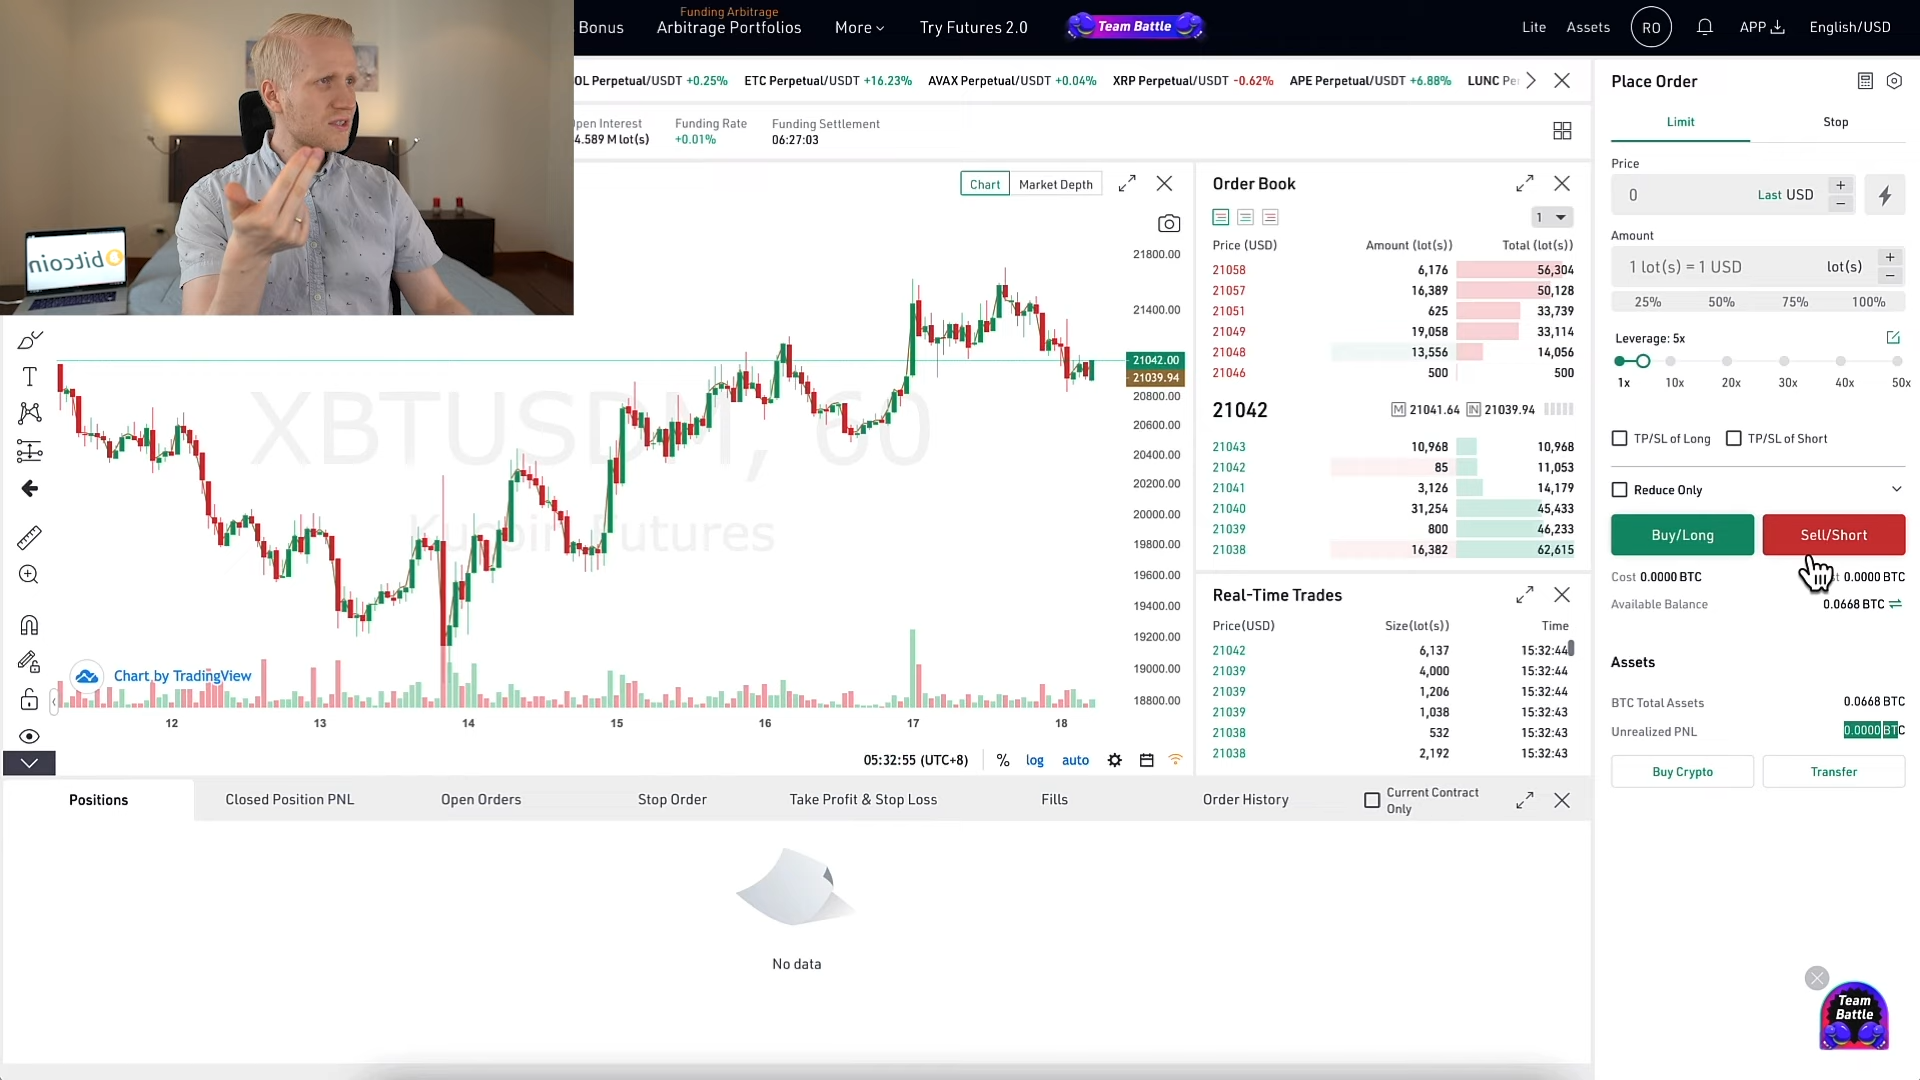 Funding Arbitrage
Bonus
Arbitrage Portfolios
More
Try Futures 2.0
Team Battle
Lite
Assets
RO
APP
English/USD
OL Perpetual/USDT +0.25%
ETC Perpetual/USDT +16.23%
AVAX Perpetual/USDT +0.04%
XRP Perpetual/USDT -0.62%
APE Perpetual/USDT +6.88%
LUNC Pe
pen Interest
4.589 M lot(s)
Funding Rate
+0.01%
Funding Settlement
06:27:03
bitcoin
Chart
Market Depth
21800.00
21400.00
21042.00
21039.94
20800.00
20600.00
20400.00
20200.00
20000.00
19800.00
19600.00
19400.00
19200.00
19000.00
18800.00
XBTUSDM, 60
Kucoin Futures
Chart by TradingView
12 13 14 15 16 17 18
05:32:55 (UTC+8)
%
log
auto
Order Book
1
Price (USD) Amount (lot(s)) Total (lot(s))
21058 6,176 56,304
21057 16,389 50,128
21051 625 33,739
21049 19,058 33,114
21048 13,556 14,056
21046 500 500
21042 M 21041.64 IN 21039.94
21043 10,968 10,968
21042 85 11,053
21041 3,126 14,179
21040 31,254 45,433
21039 800 46,233
21038 16,382 62,615
Real-Time Trades
Price(USD) Size(lot(s)) Time
21042 6,137 15:32:44
21039 4,000 15:32:44
21039 1,206 15:32:44
21039 1,038 15:32:43
21038 532 15:32:43
21038 2,192 15:32:43
Place Order
Limit
Stop
Price
0
Last USD
+
−
Amount
1 lot(s) = 1 USD
lot(s)
+
−
25% 50% 75% 100%
Leverage: 5x
1x 10x 20x 30x 40x 50x
TP/SL of Long
TP/SL of Short
Reduce Only
Buy/Long
Sell/Short
Cost 0.0000 BTC
t 0.0000 BTC
Available Balance
0.0668 BTC
Assets
BTC Total Assets
0.0668 BTC
Unrealized PNL
0.0000 BTC
Buy Crypto
Transfer
Positions
Closed Position PNL
Open Orders
Stop Order
Take Profit & Stop Loss
Fills
Order History
Current Contract
Only
No data
Team
Battle